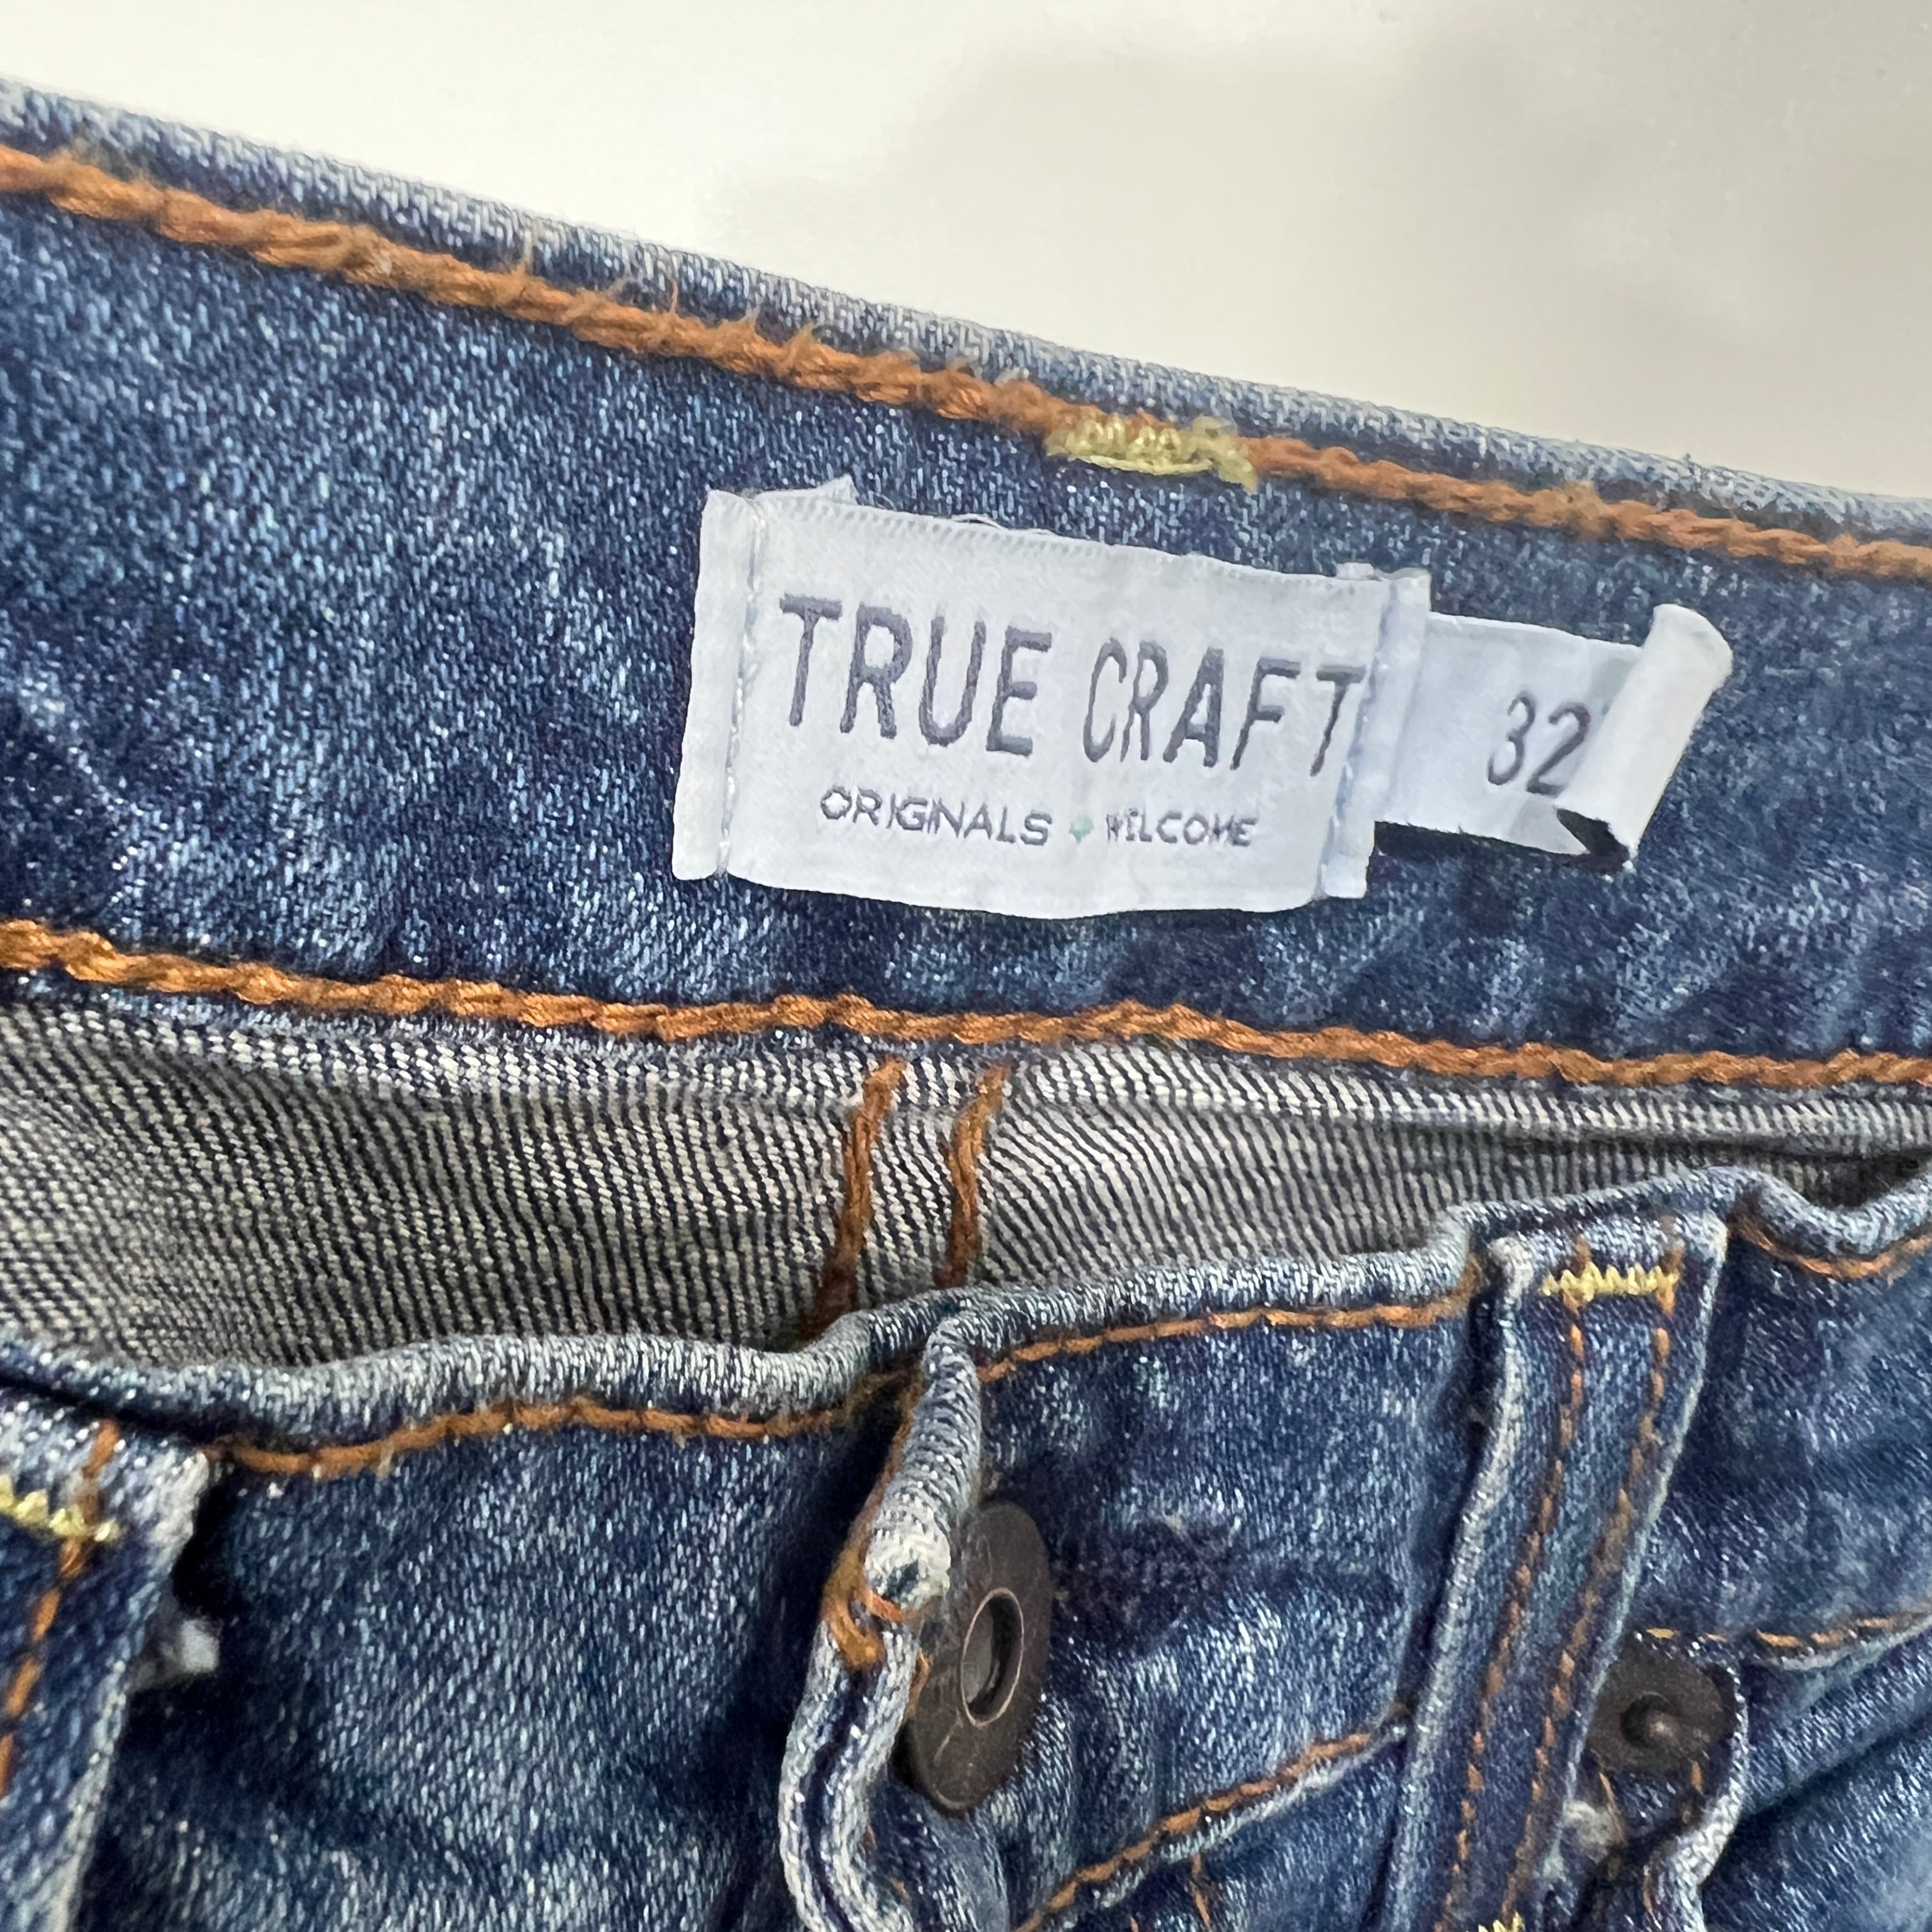 TRUE CRAFT
ORIGINALS WELCOME
32